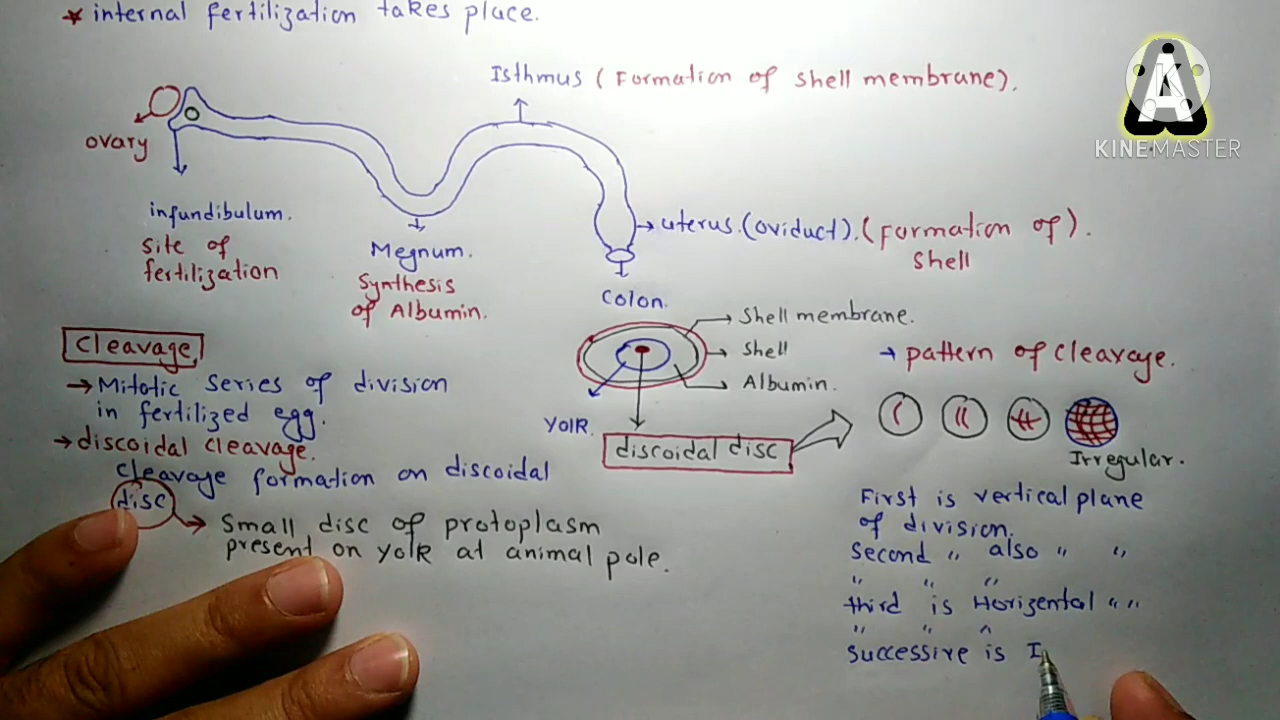 * internal fertilization takes place.
Isthmus (Formation of shell membrane).
KINEMASTER
ovary
infundibulum.
site of
fertilization
Megnum.
Synthesis
of Albumin.
→ uterus.(oviduct).(Formation of).
Shell
Colon.
Shell membrane.
Shell
Albumin.
YOLK.
discoidal disc
Cleavage
→ Mitotic series of division
in fertilized egg.
→ discoidal cleavage.
cleavage formation on discoidal
disc
→ Small disc of protoplasm
present on YOLK at animal pole.
→ pattern of cleavage.
Irregular.
First is vertical plane
of division.
Second " also " "
" " "
third is Horizental " "
" " "
Successive is I